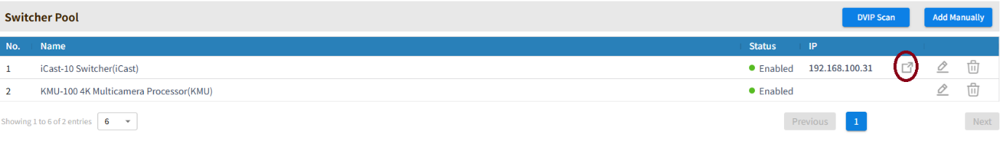 Switcher Pool DVIP Scan Add Manually
No. Name Status IP
1 iCast-10 Switcher(iCast) Enabled 192.168.100.31
2 KMU-100 4K Multicamera Processor(KMU) Enabled
Showing 1 to 6 of 2 entries 6 Previous 1 Next